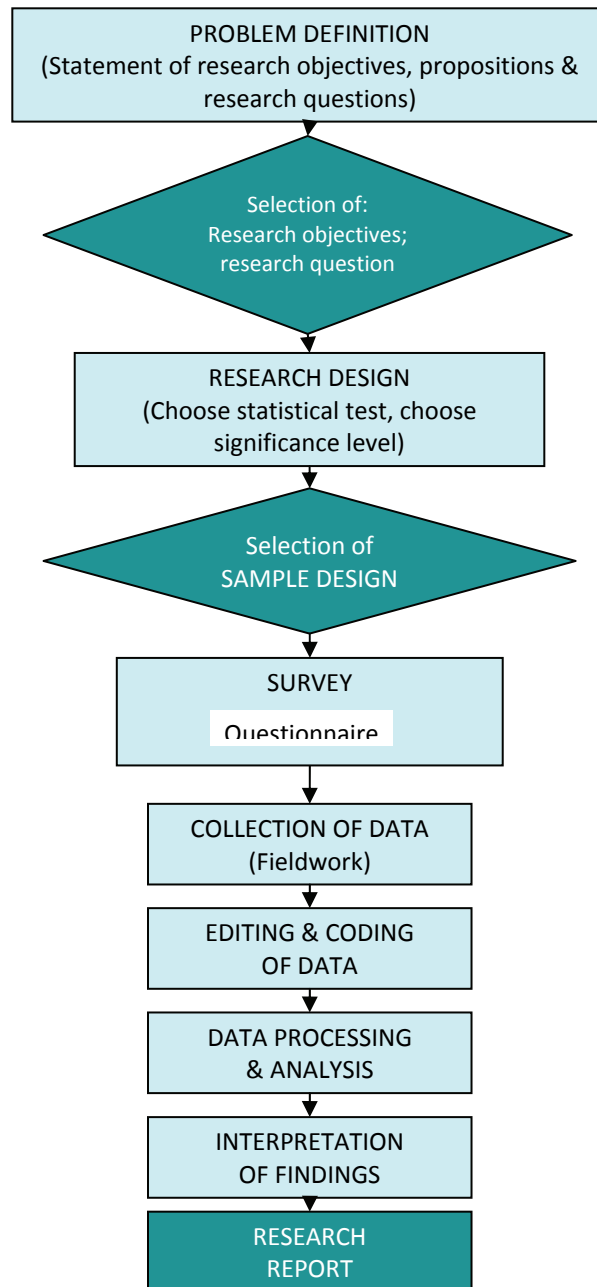 PROBLEM DEFINITION
(Statement of research objectives, propositions &
research questions)
Selection of:
Research objectives;
research question
RESEARCH DESIGN
(Choose statistical test, choose
significance level)
Selection of
SAMPLE DESIGN
SURVEY
Questionnaire
COLLECTION OF DATA
(Fieldwork)
EDITING & CODING
OF DATA
DATA PROCESSING
& ANALYSIS
INTERPRETATION
OF FINDINGS
RESEARCH
REPORT